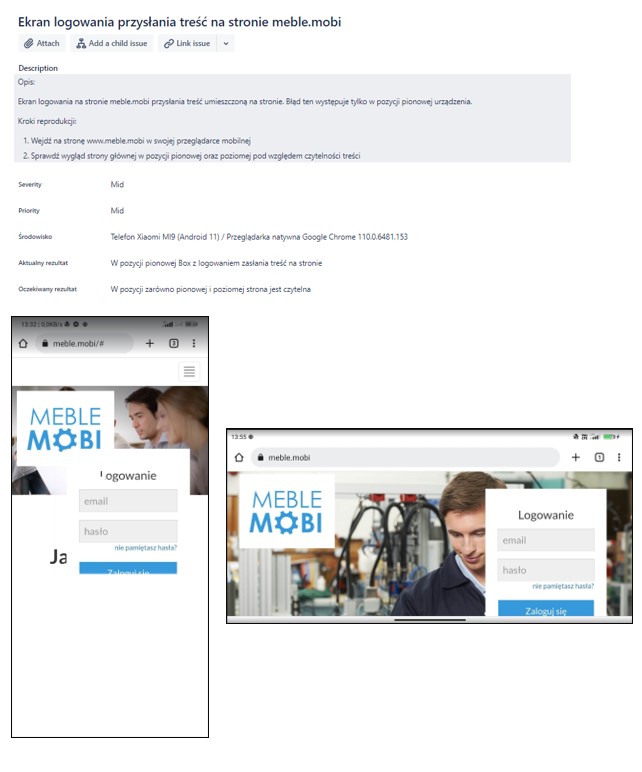 Ekran logowania przysłania treść na stronie meble.mobi
Attach
Add a child issue
Link issue
Description
Opis:
Ekran logowania na stronie meble.mobi przysłania treść umieszczoną na stronie. Błąd ten występuje tylko w pozycji pionowej urządzenia.
Kroki reprodukcji:
1. Wejdź na stronę www.meble.mobi w swojej przeglądarce mobilnej
2. Sprawdź wygląd strony głównej w pozycji pionowej oraz poziomej pod względem czytelności treści
Severity Mid
Priority Mid
Środowisko Telefon Xiaomi MI9 (Android 11) / Przeglądarka natywna Google Chrome 110.0.6481.153
Aktualny rezultat W pozycji pionowej Box z logowaniem zasłania treść na stronie
Oczekiwany rezultat W pozycji zarówno pionowej i poziomej strona jest czytelna
13:32 | 0,0KB/s
meble.mobi/#
MEBLE
MOBI
Logowanie
email
hasło
Ja
nie pamiętasz hasła?
Zaloguj się
13:55
meble.mobi
1
MEBLE
MOBI
Logowanie
email
hasło
nie pamiętasz hasła?
Zaloguj się